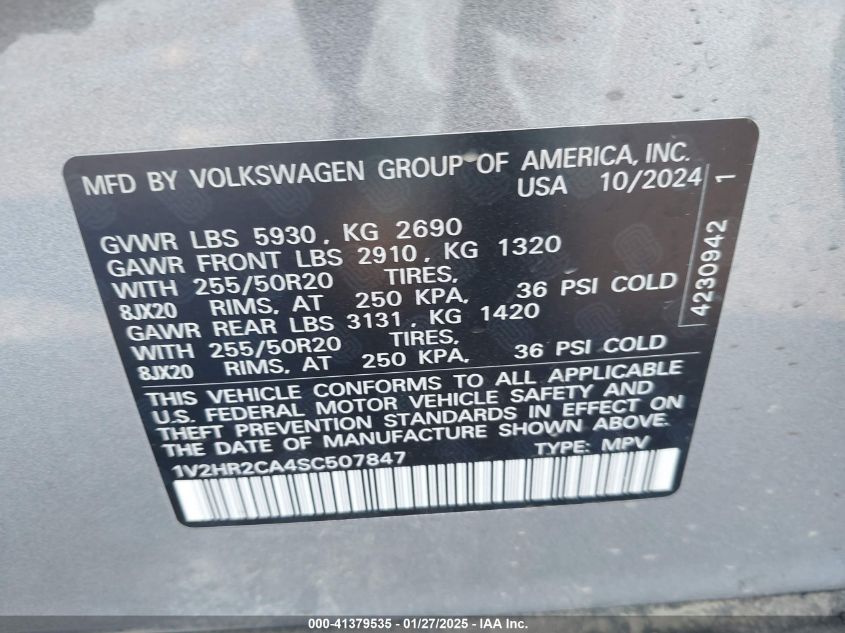 MFD BY VOLKSWAGEN GROUP OF AMERICA, INC.
USA 10/2024
GVWR LBS 5930, KG 2690
GAWR FRONT LBS 2910, KG 1320
WITH 255/50R20 TIRES,
8JX20 RIMS, AT 250 KPA, 36 PSI COLD
GAWR REAR LBS 3131, KG 1420
WITH 255/50R20 TIRES,
8JX20 RIMS, AT 250 KPA, 36 PSI COLD
THIS VEHICLE CONFORMS TO ALL APPLICABLE
U.S. FEDERAL MOTOR VEHICLE SAFETY AND
THEFT PREVENTION STANDARDS IN EFFECT ON
THE DATE OF MANUFACTURE SHOWN ABOVE.
1V2HR2CA4SC507847 TYPE: MPV
4230942 1
000-41379535 - 01/27/2025 - IAA Inc.